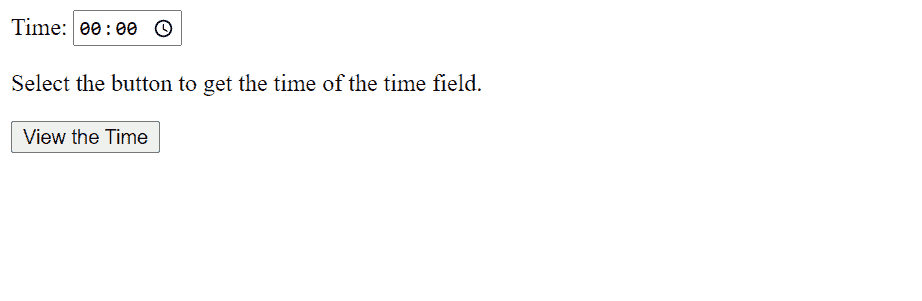 Time: 00:00
Select the button to get the time of the time field.
View the Time